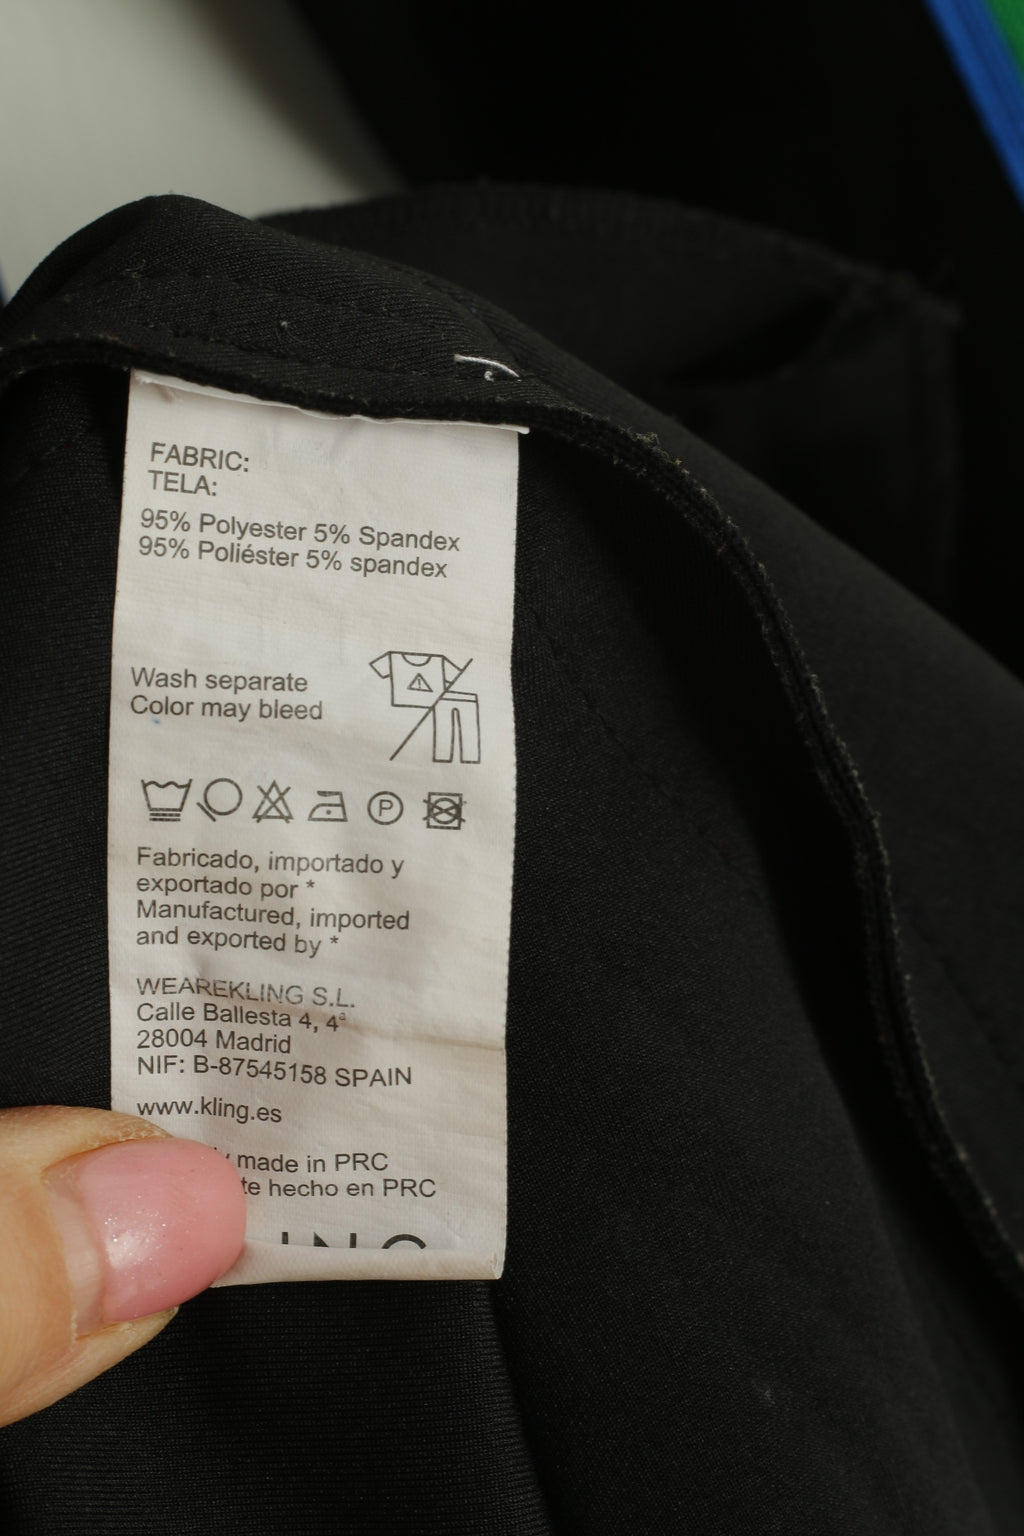 FABRIC:
TELA:
95% Polyester 5% Spandex
95% Poliéster 5% spandex
Wash separate
Color may bleed
P
Fabricado, importado y
exportado por *
Manufactured, imported
and exported by *
WEAREKLING S.L.
Calle Ballesta 4, 4ª
28004 Madrid
NIF: B-87545158 SPAIN
www.kling.es
made in PRC
hecho en PRC